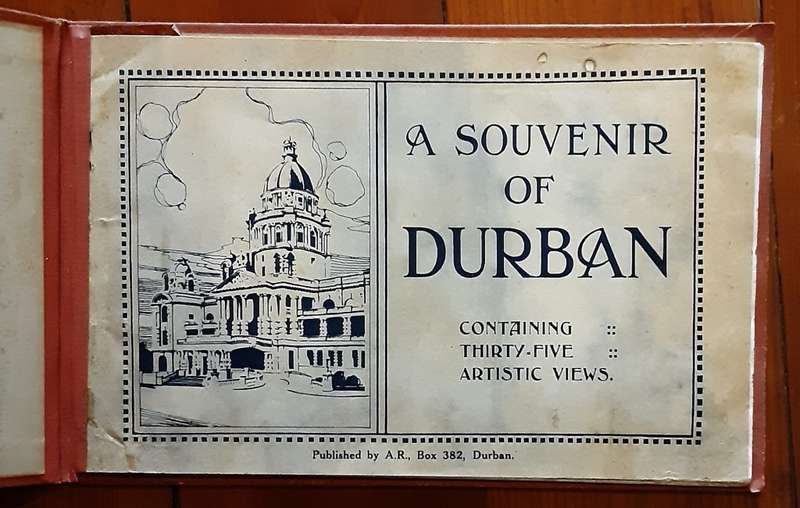 A SOUVENIR
OF
DURBAN
CONTAINING ::
THIRTY-FIVE ::
ARTISTIC VIEWS.
Published by A.R., Box 382, Durban.